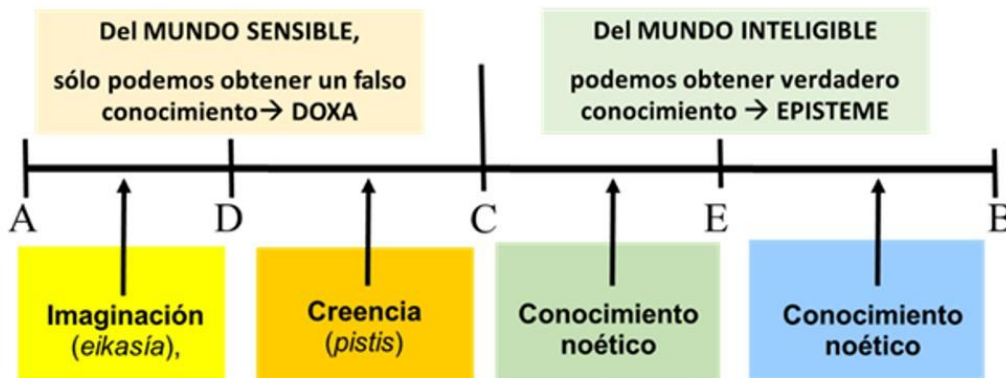 Del MUNDO SENSIBLE,
sólo podemos obtener un falso
conocimiento→ DOXA
Del MUNDO INTELIGIBLE
podemos obtener verdadero
conocimiento → EPISTEME
A
D
C
E
B
Imaginación
(eikasía),
Creencia
(pistis)
Conocimiento
noético
Conocimiento
noético